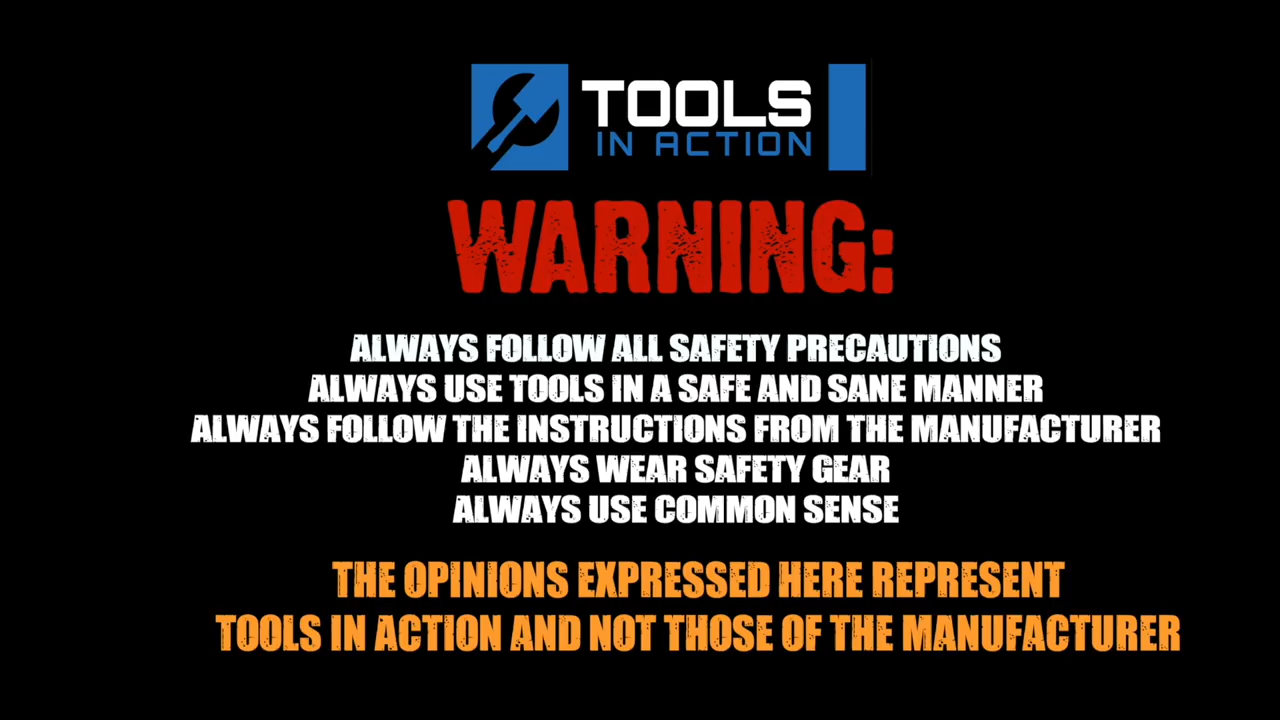 TOOLS
IN ACTION
WARNING:
ALWAYS FOLLOW ALL SAFETY PRECAUTIONS
ALWAYS USE TOOLS IN A SAFE AND SANE MANNER
ALWAYS FOLLOW THE INSTRUCTIONS FROM THE MANUFACTURER
ALWAYS WEAR SAFETY GEAR
ALWAYS USE COMMON SENSE
THE OPINIONS EXPRESSED HERE REPRESENT
TOOLS IN ACTION AND NOT THOSE OF THE MANUFACTURER